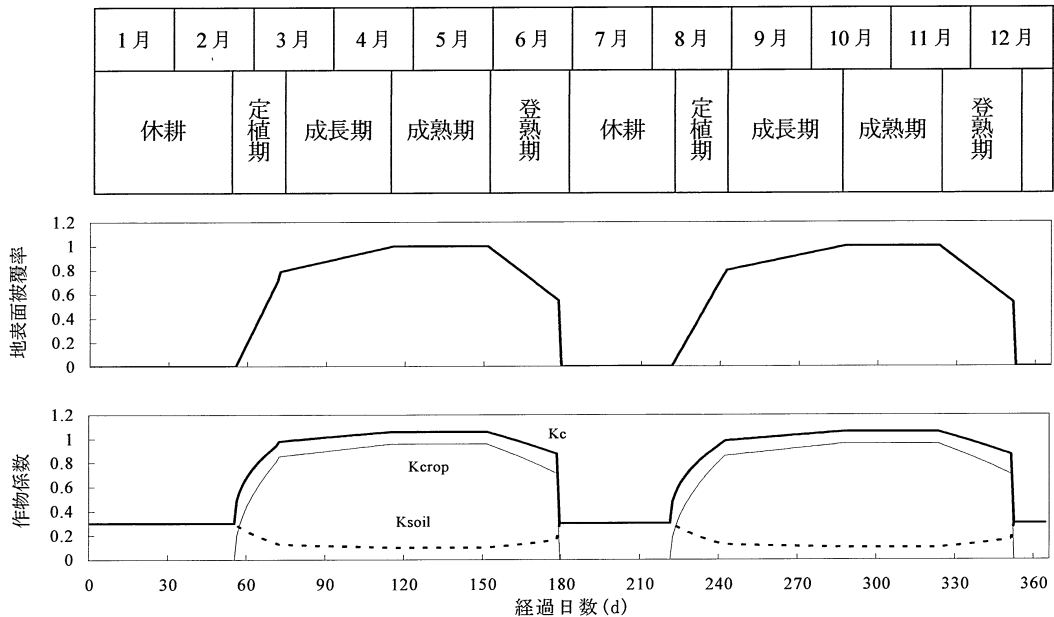 1月 2月 3月 4月 5月 6月 7月 8月 9月 10月 11月 12月
休耕 定植期 成長期 成熟期 登熟期 休耕 定植期 成長期 成熟期 登熟期
地表面被覆率
1.2
1
0.8
0.6
0.4
0.2
0
作物係数
1.2
1
0.8
0.6
0.4
0.2
0
Kc
Kcrop
Ksoil
0 30 60 90 120 150 180 210 240 270 300 330 360
経過日数(d)